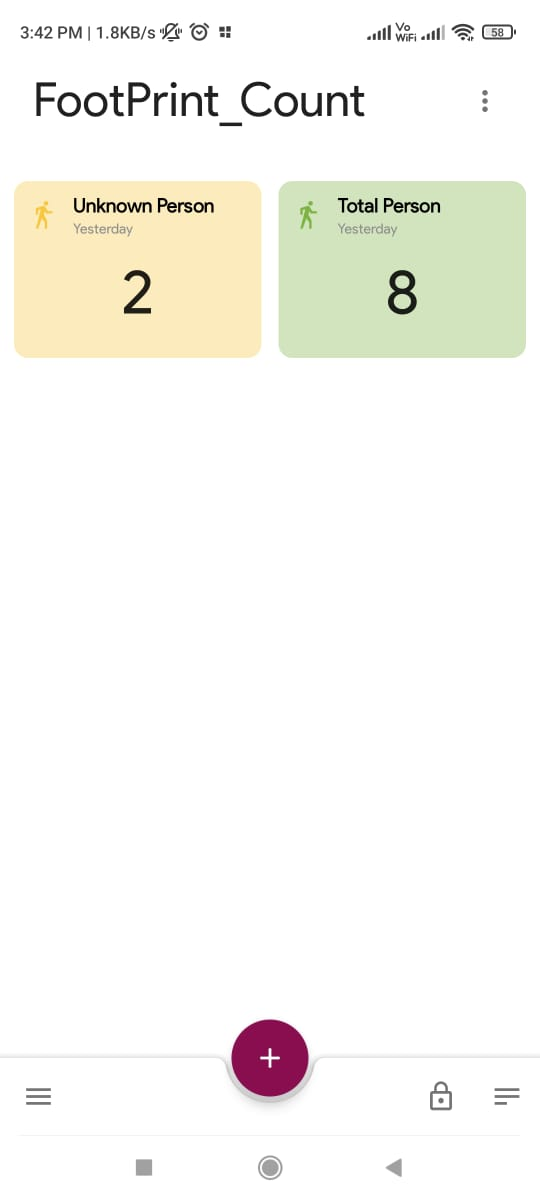 3:42 PM | 1.8KB/s
Vo
WiFi
58
FootPrint_Count
Unknown Person
Yesterday
2
Total Person
Yesterday
8